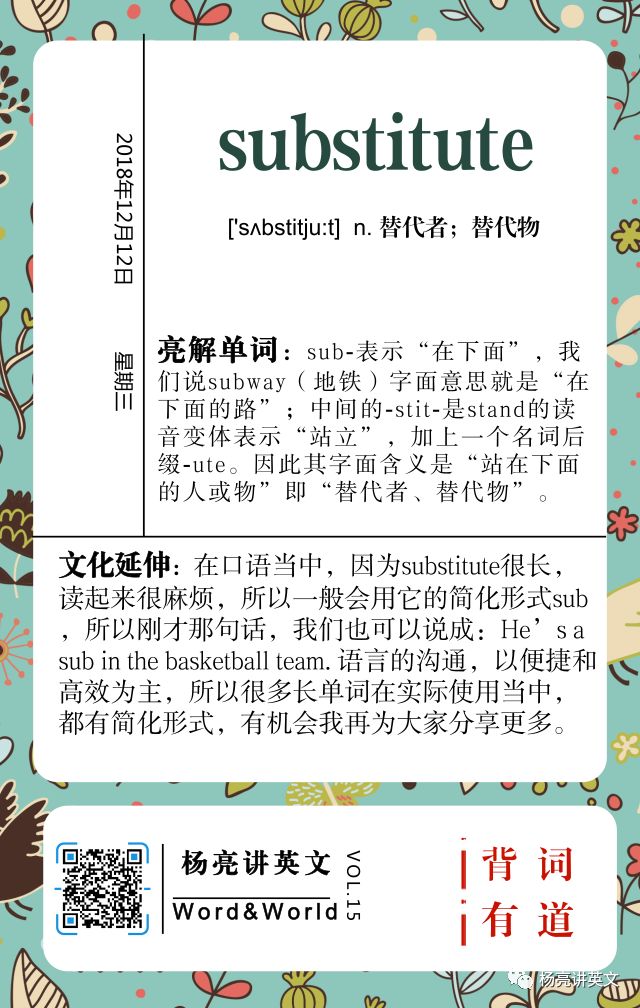 substitute
['sʌbstitju:t]  n. 替代者；替代物
2018年12月12日
星期三
亮解单词：sub-表示“在下面”，我
们说subway（地铁）字面意思就是“在
下面的路”；中间的-stit-是stand的读
音变体表示“站立”，加上一个名词后
缀-ute。因此其字面含义是“站在下面
的人或物”即“替代者、替代物”。
文化延伸：在口语当中，因为substitute很长，
读起来很麻烦，所以一般会用它的简化形式sub
，所以刚才那句话，我们也可以说成：He’s a
sub in the basketball team. 语言的沟通，以便捷和
高效为主，所以很多长单词在实际使用当中，
都有简化形式，有机会我再为大家分享更多。
杨亮讲英文
Word&World
VOL.15
背词
有道
杨亮讲英文